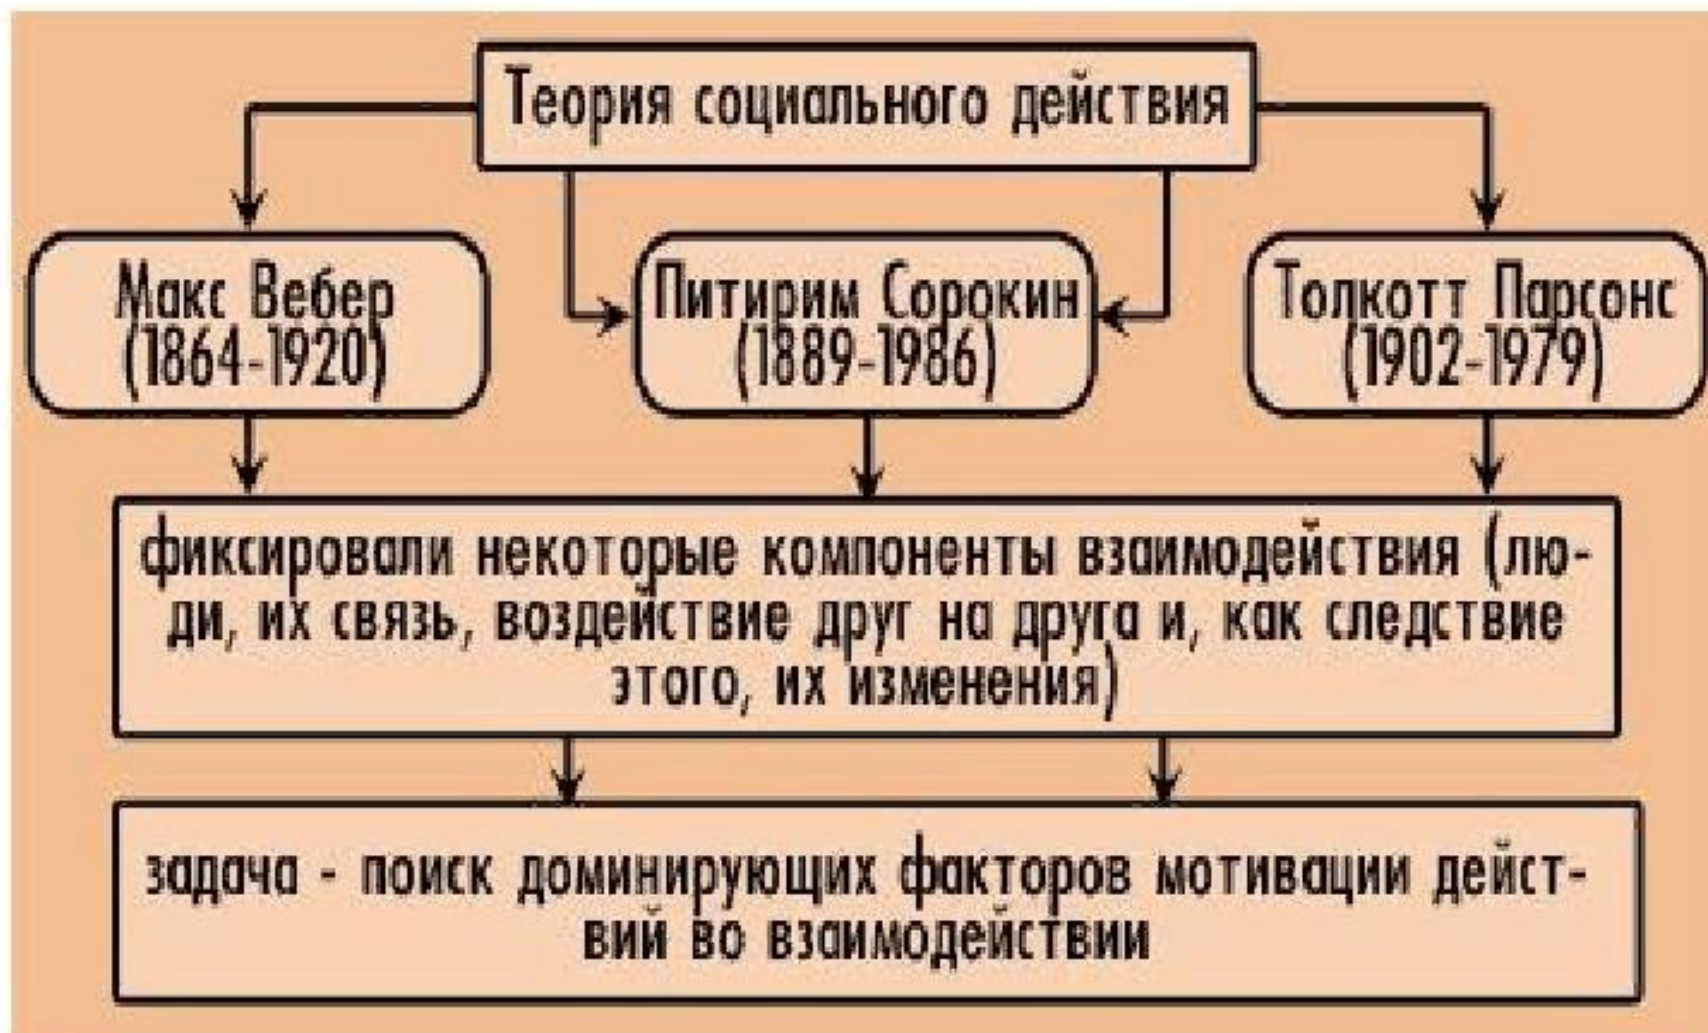 Теория социального действия
Макс Вебер
(1864-1920)
Питирим Сорокин
(1889-1986)
Толкотт Парсонс
(1902-1979)
фиксировали некоторые компоненты взаимодействия (лю-
ди, их связь, воздействие друг на друга и, как следствие
этого, их изменения)
задача - поиск доминирующих факторов мотивации дейст-
вий во взаимодействии